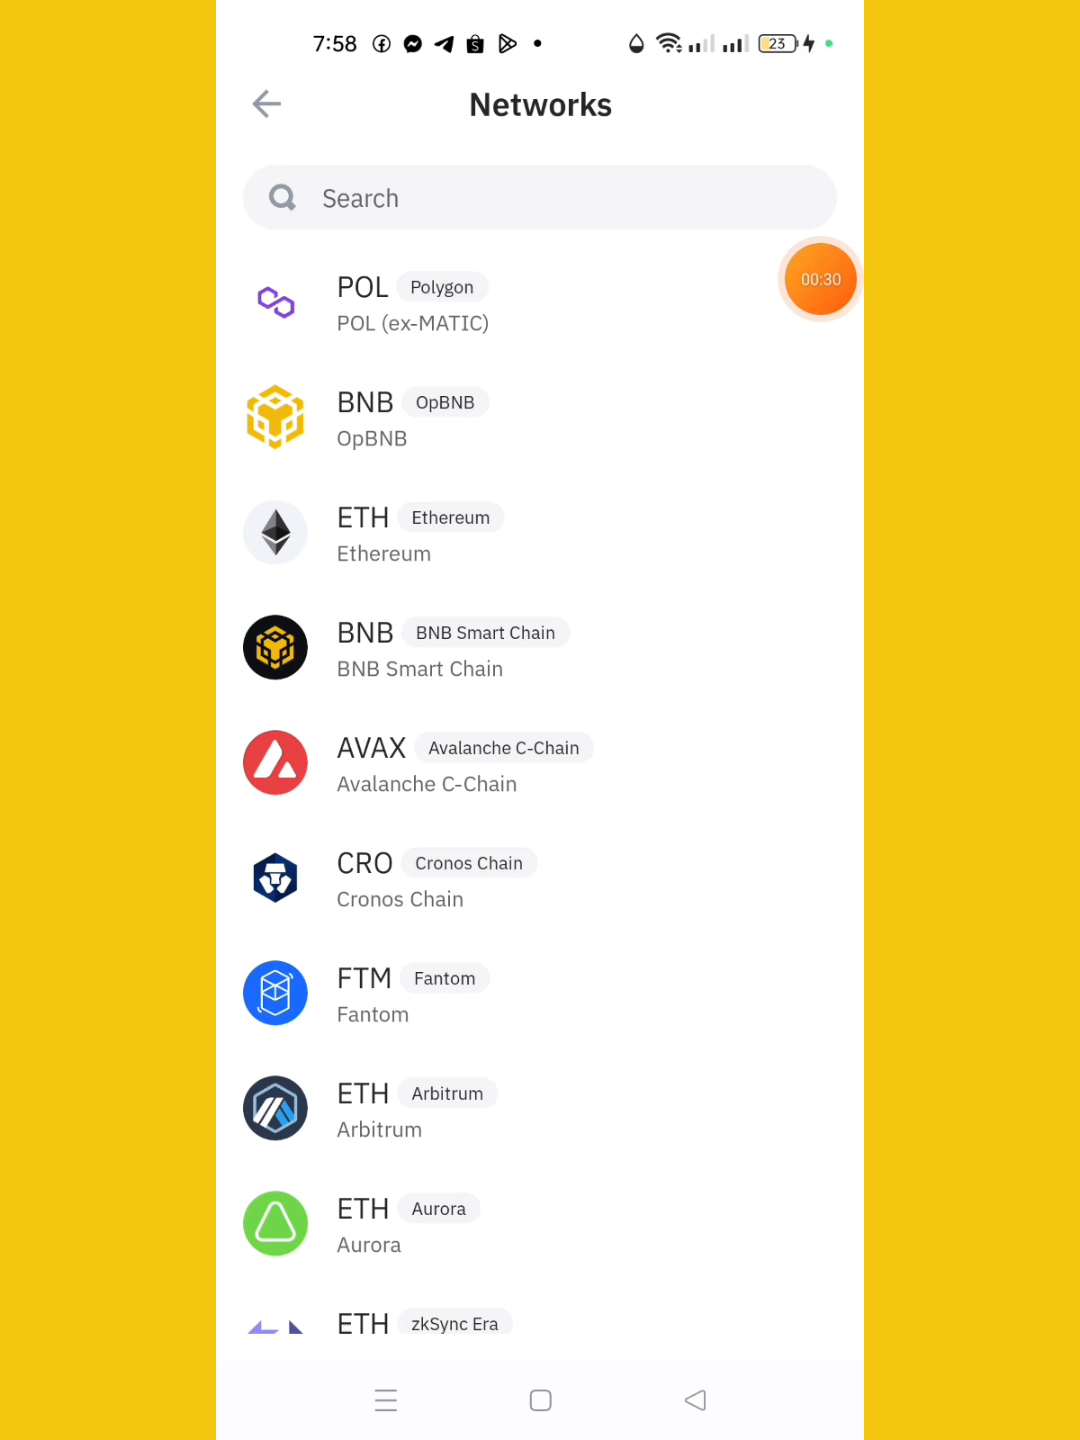 7:58
23
Networks
Search
00:30
POL Polygon
POL (ex-MATIC)
BNB OpBNB
OpBNB
ETH Ethereum
Ethereum
BNB BNB Smart Chain
BNB Smart Chain
AVAX Avalanche C-Chain
Avalanche C-Chain
CRO Cronos Chain
Cronos Chain
FTM Fantom
Fantom
ETH Arbitrum
Arbitrum
ETH Aurora
Aurora
ETH zkSync Era